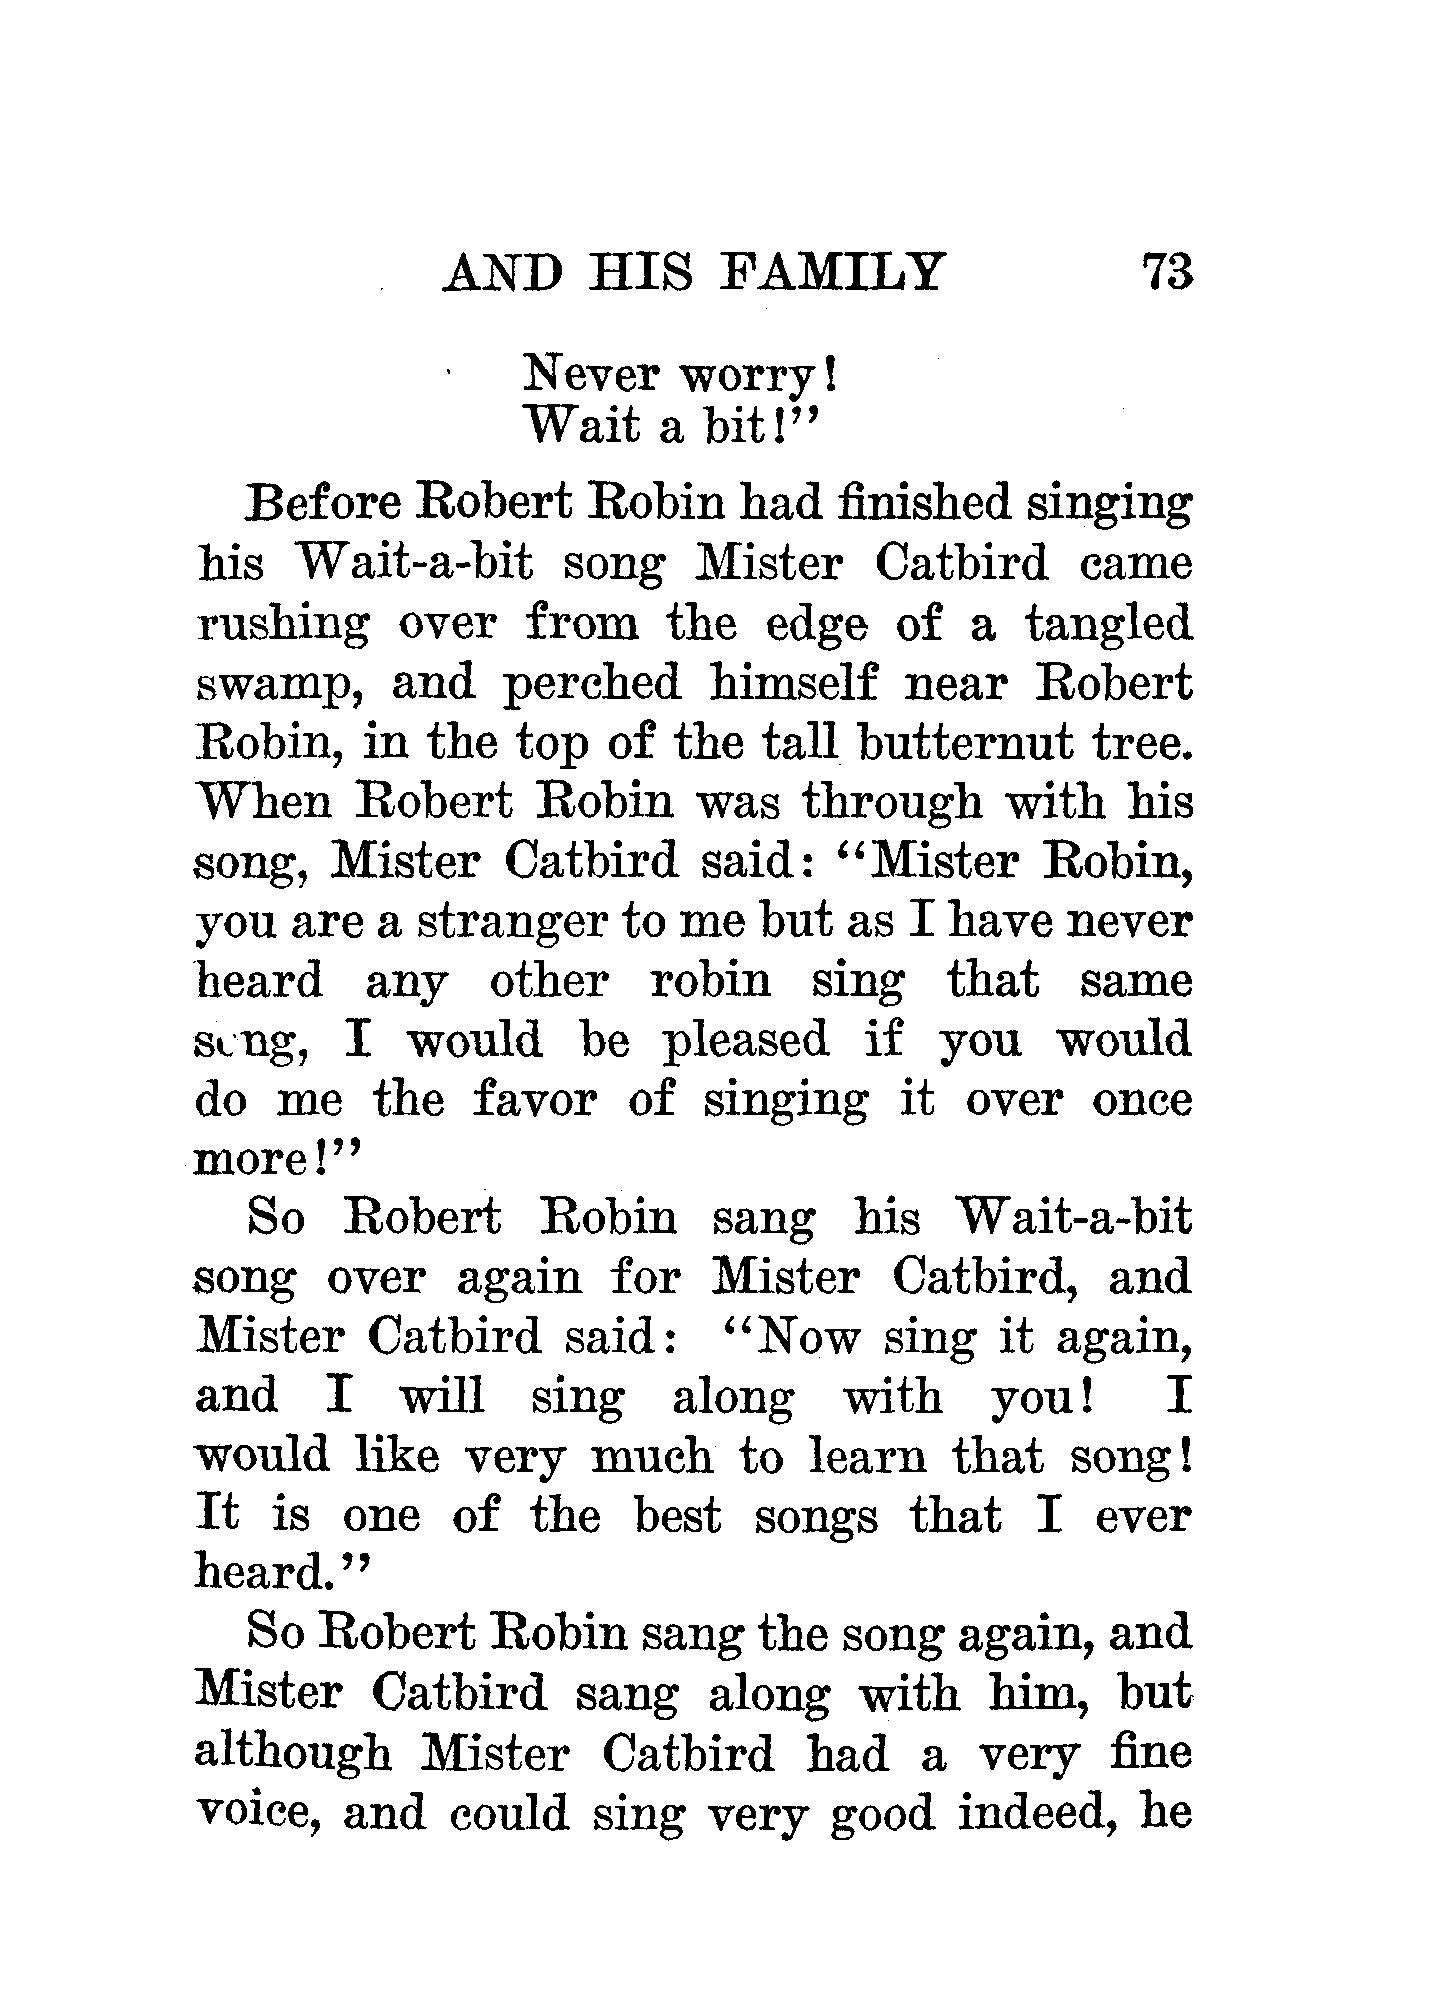 AND HIS FAMILY 73
Never worry!
Wait a bit!"
Before Robert Robin had finished singing
his Wait-a-bit song Mister Catbird came
rushing over from the edge of a tangled
swamp, and perched himself near Robert
Robin, in the top of the tall butternut tree.
When Robert Robin was through with his
song, Mister Catbird said: "Mister Robin,
you are a stranger to me but as I have never
heard any other robin sing that same
song, I would be pleased if you would
do me the favor of singing it over once
more!"
So Robert Robin sang his Wait-a-bit
song over again for Mister Catbird, and
Mister Catbird said: "Now sing it again,
and I will sing along with you! I
would like very much to learn that song!
It is one of the best songs that I ever
heard."
So Robert Robin sang the song again, and
Mister Catbird sang along with him, but
although Mister Catbird had a very fine
voice, and could sing very good indeed, he